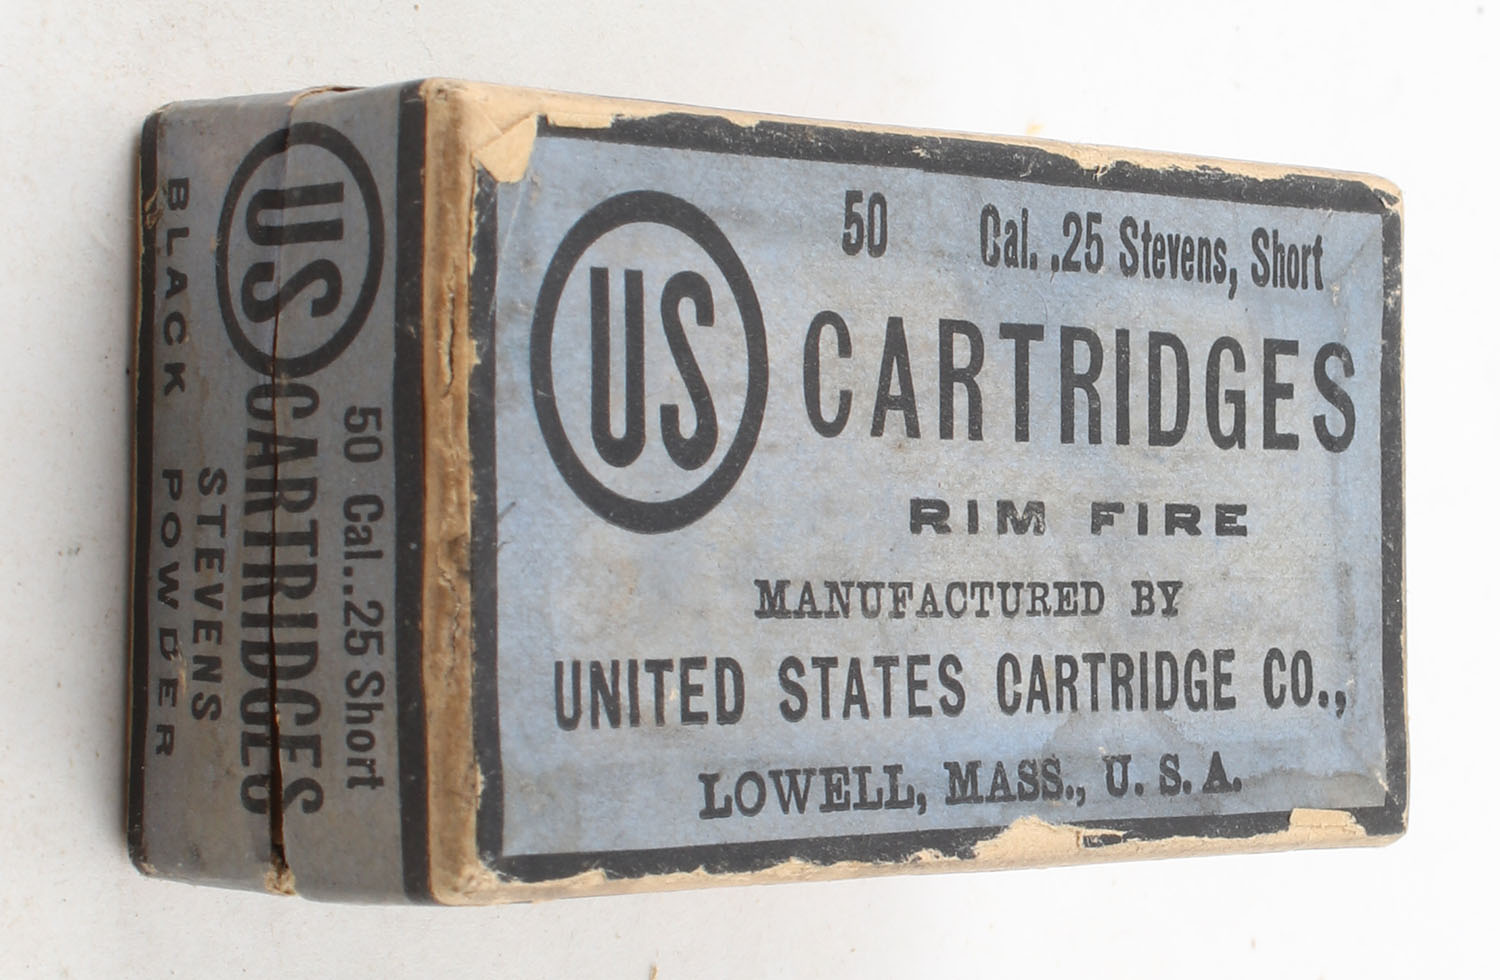 50 Cal. .25 Stevens, Short
US CARTRIDGES
RIM FIRE
MANUFACTURED BY
UNITED STATES CARTRIDGE CO.,
LOWELL, MASS., U. S. A.
50 Cal. .25 Short
US CARTRIDGES
STEVENS
BLACK POWDER